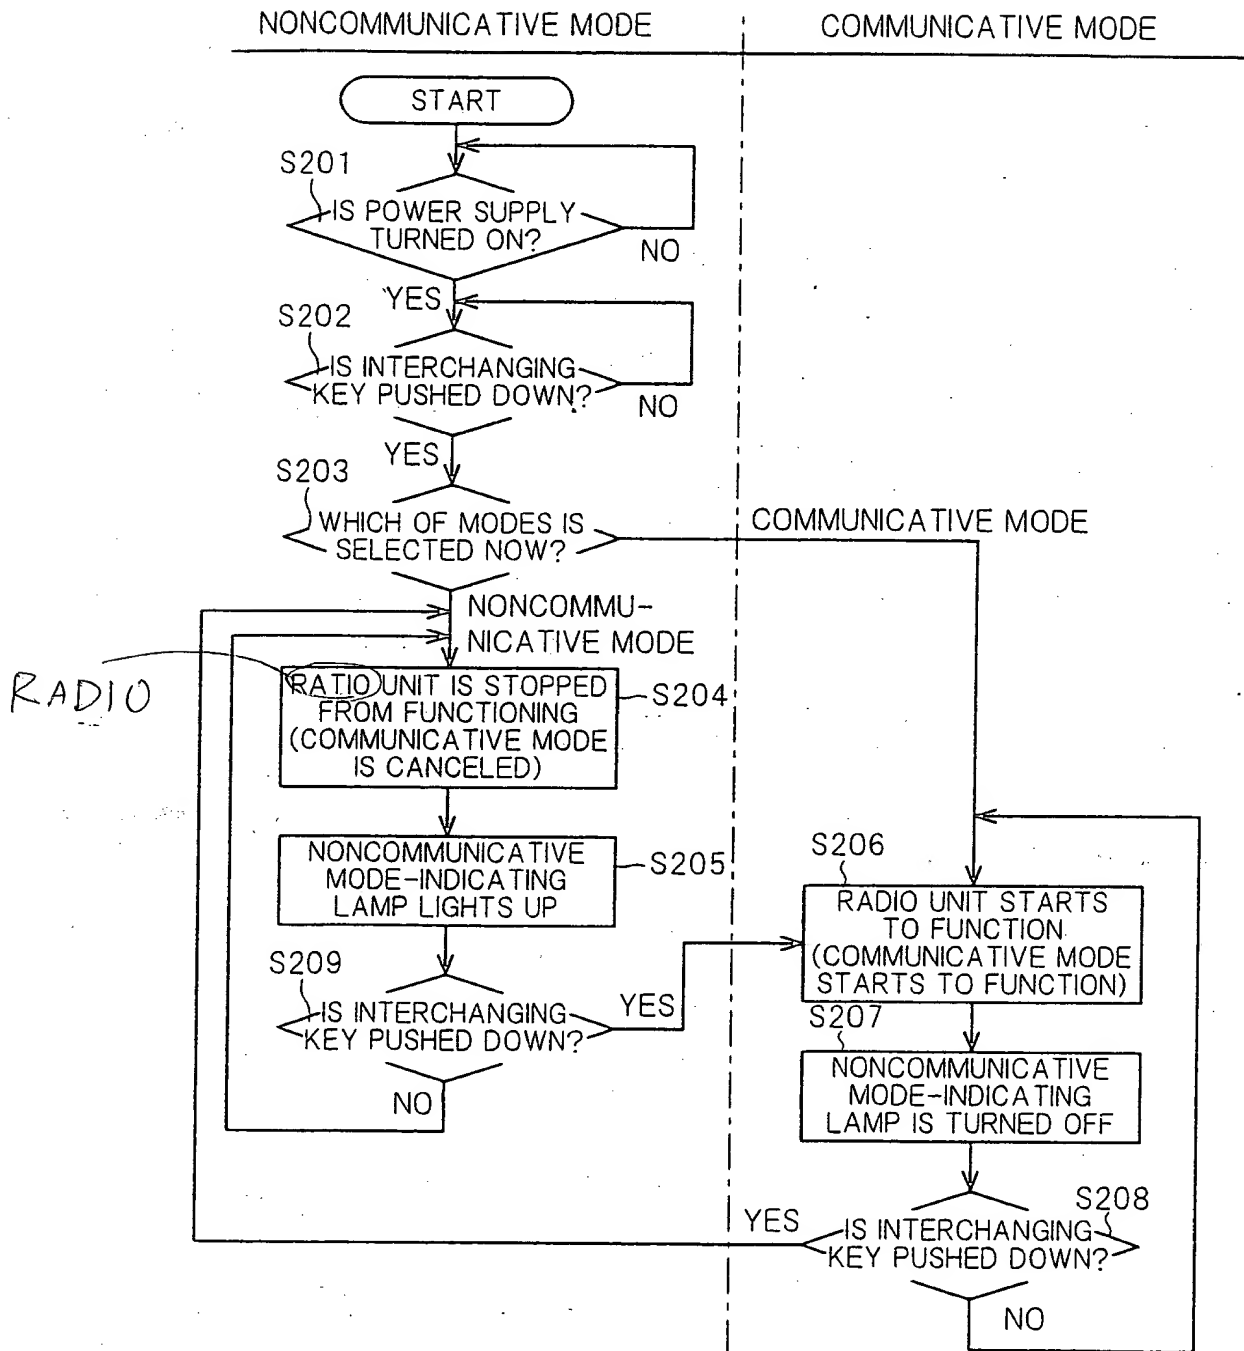 NONCOMMUNICATIVE MODE
COMMUNICATIVE MODE
START
S201
IS POWER SUPPLY
TURNED ON?
NO
YES
S202
IS INTERCHANGING
KEY PUSHED DOWN?
NO
YES
S203
WHICH OF MODES IS
SELECTED NOW?
COMMUNICATIVE MODE
NONCOMMU-
NICATIVE MODE
RADIO
RATIO UNIT IS STOPPED
FROM FUNCTIONING
(COMMUNICATIVE MODE
IS CANCELED)
S204
NONCOMMUNICATIVE
MODE-INDICATING
LAMP LIGHTS UP
S205
S209
IS INTERCHANGING
KEY PUSHED DOWN?
YES
NO
S206
RADIO UNIT STARTS
TO FUNCTION
(COMMUNICATIVE MODE
STARTS TO FUNCTION)
S207
NONCOMMUNICATIVE
MODE-INDICATING
LAMP IS TURNED OFF
S208
IS INTERCHANGING
KEY PUSHED DOWN?
YES
NO